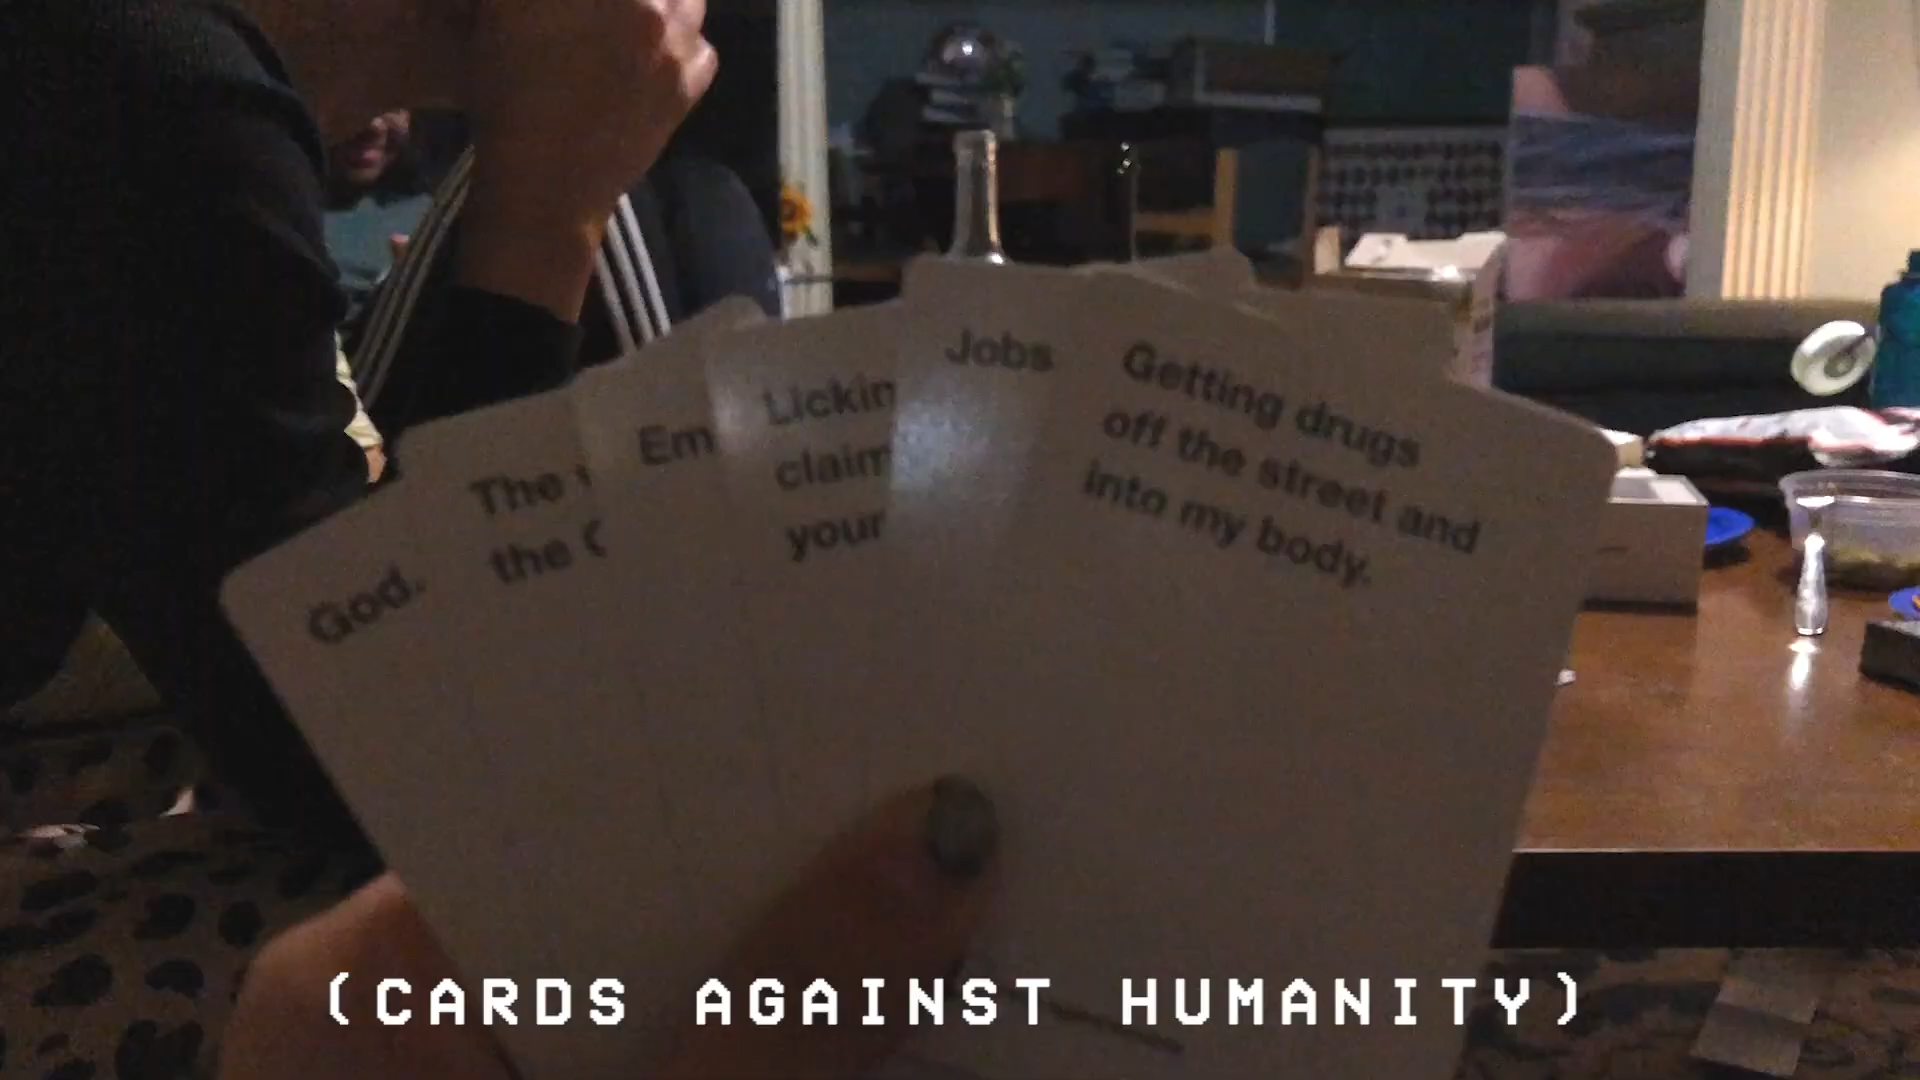 God.
The
the
Em
Lickin
claim
your
Jobs
Getting drugs
off the street and
into my body.
(CARDS AGAINST HUMANITY)